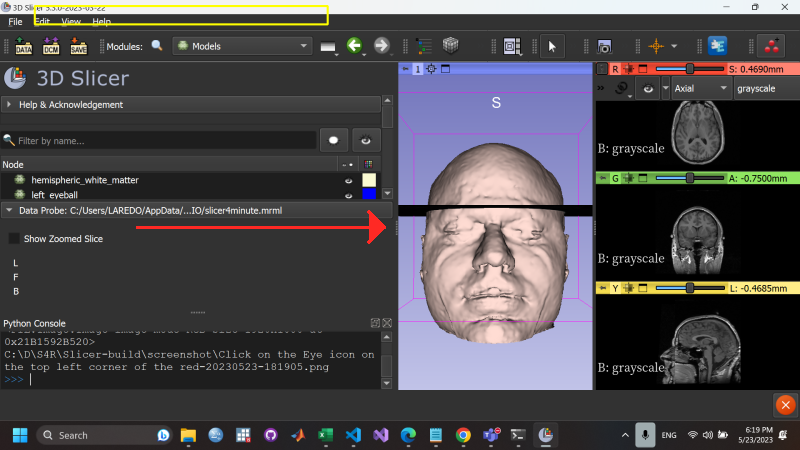 3D Slicer 5.3.0-2023-05-22
File Edit View Help
DATA DCM SAVE Modules: Models
3D Slicer
Help & Acknowledgement
Filter by name...
Node
hemispheric_white_matter
left_eyeball
Data Probe: C:/Users/LAREDO/AppData/...IO/slicer4minute.mrml
Show Zoomed Slice
L
F
B
Python Console
0x21B1592B520>
C:\D\S4R\Slicer-build\screenshot\Click on the Eye icon on
the top left corner of the red-20230523-181905.png
>>>
1
S
R S: 0.4690mm
Axial grayscale
B: grayscale
G A: -0.7500mm
B: grayscale
Y L: -0.4685mm
B: grayscale
Search
ENG
6:19 PM
5/23/2023